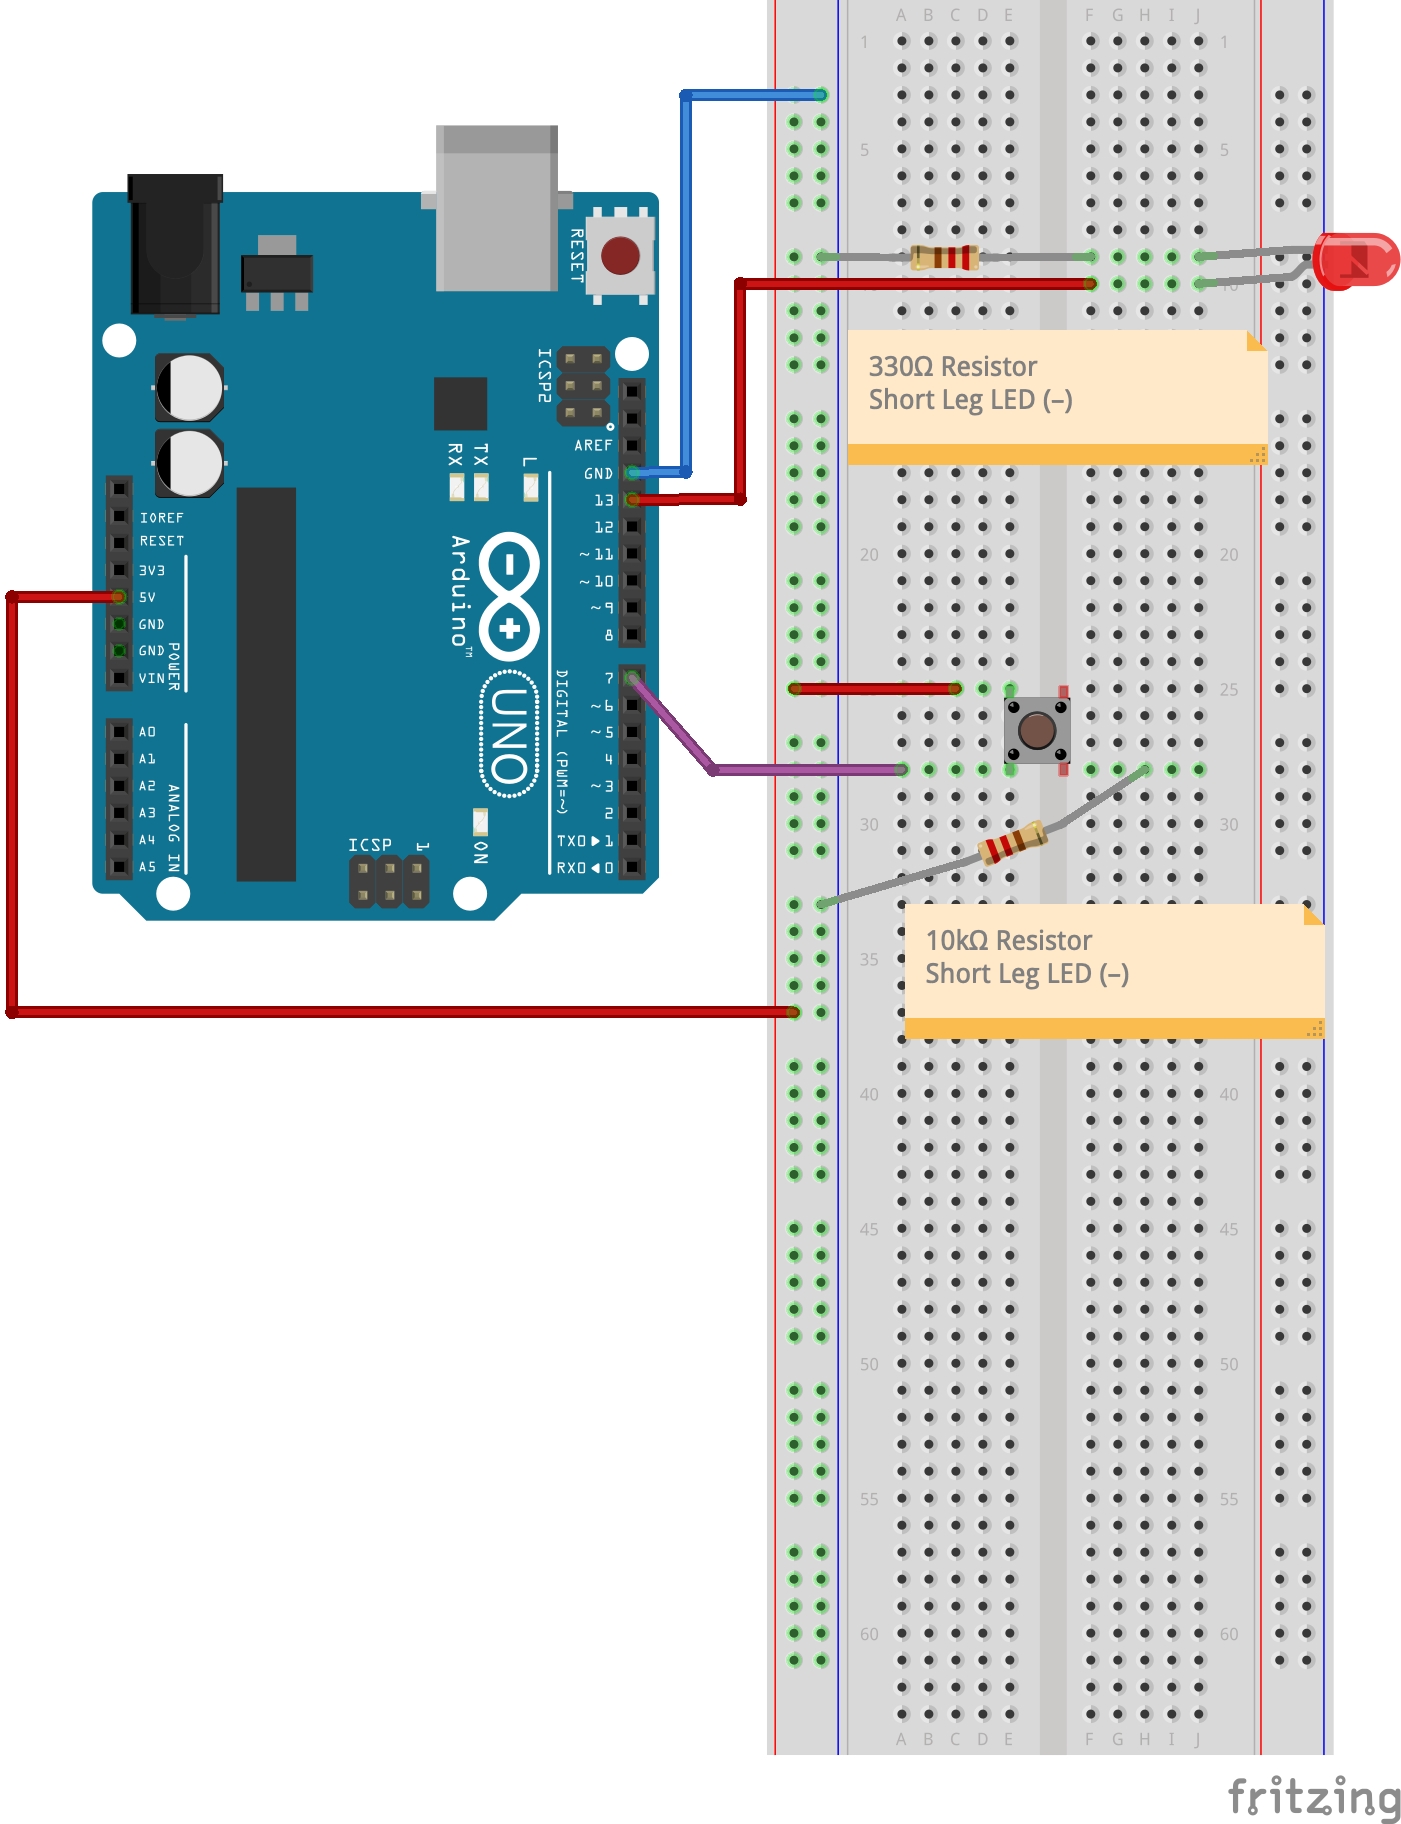 A B C D E F G H I J
1 1
5 5
10
RESET
330Ω Resistor
Short Leg LED (–)
ICSP2
AREF
GND
13
12
~11
~10
~9
8
RX
TX
L
IOREF
RESET
3V3
5V
GND
GND
VIN
POWER
Arduino™
UNO
DIGITAL (PWM=~)
7
~6
~5
4
~3
2
TX0▶1
RX0◀0
A0
A1
A2
A3
A4
A5
ANALOG IN
ICSP
1
ON
20 20
25 25
30 30
10kΩ Resistor
Short Leg LED (–)
35
40 40
45 45
50 50
55 55
60 60
A B C D E F G H I J
fritzing